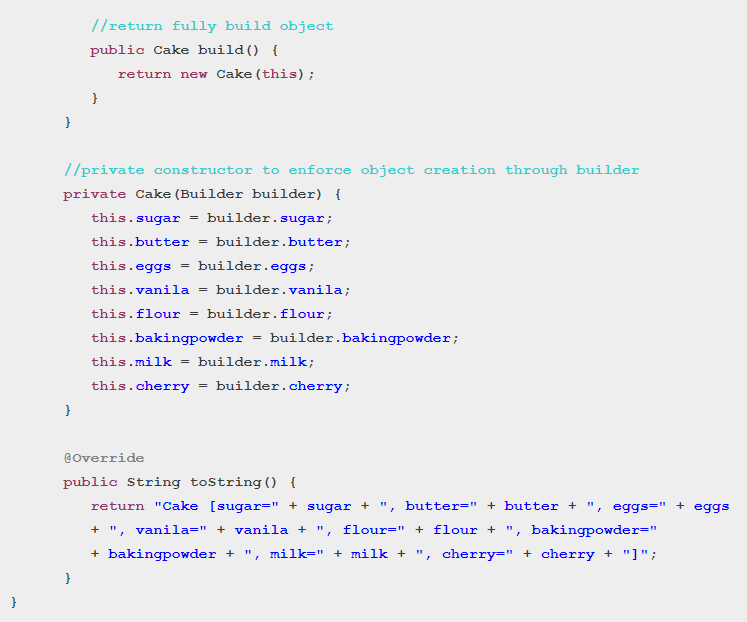 //return fully build object
public Cake build() {
return new Cake(this);
}
}
//private constructor to enforce object creation through builder
private Cake(Builder builder) {
this.sugar = builder.sugar;
this.butter = builder.butter;
this.eggs = builder.eggs;
this.vanila = builder.vanila;
this.flour = builder.flour;
this.bakingpowder = builder.bakingpowder;
this.milk = builder.milk;
this.cherry = builder.cherry;
}
@Override
public String toString() {
return "Cake [sugar=" + sugar + ", butter=" + butter + ", eggs=" + eggs
+ ", vanila=" + vanila + ", flour=" + flour + ", bakingpowder="
+ bakingpowder + ", milk=" + milk + ", cherry=" + cherry + "]";
}
}